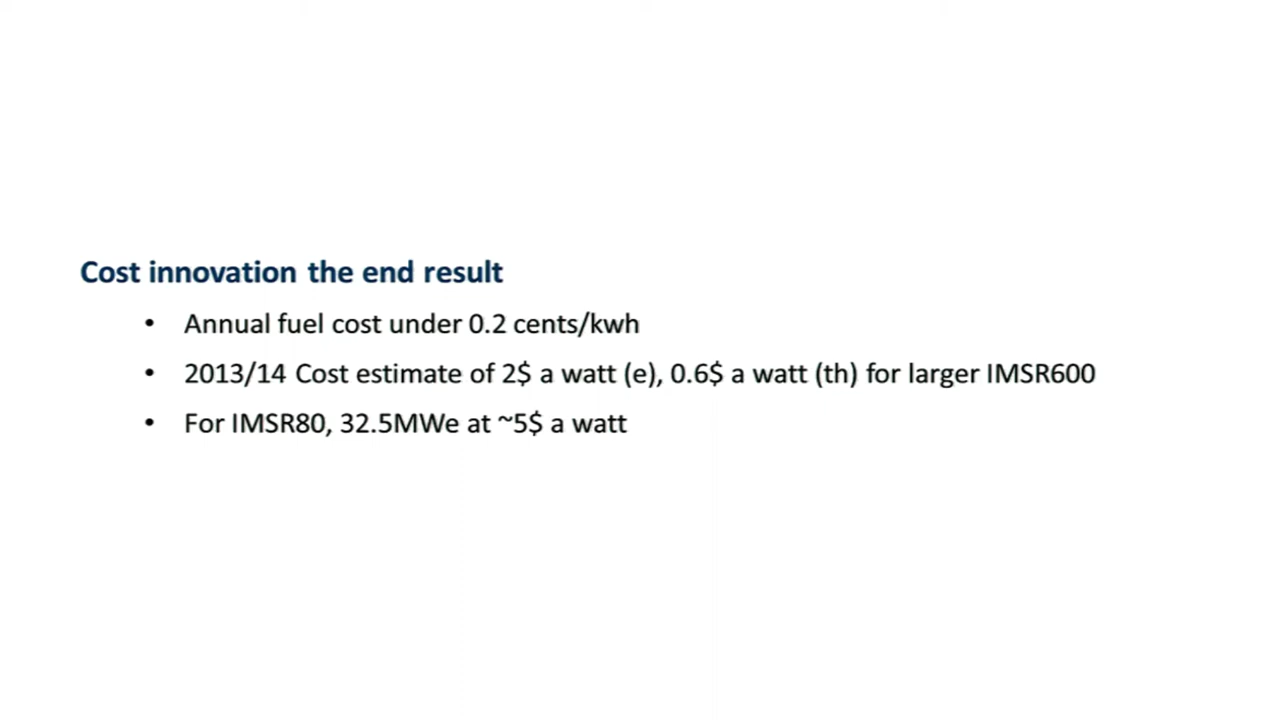 Cost innovation the end result
• Annual fuel cost under 0.2 cents/kwh
• 2013/14 Cost estimate of 2$ a watt (e), 0.6$ a watt (th) for larger IMSR600
• For IMSR80, 32.5MWe at ~5$ a watt